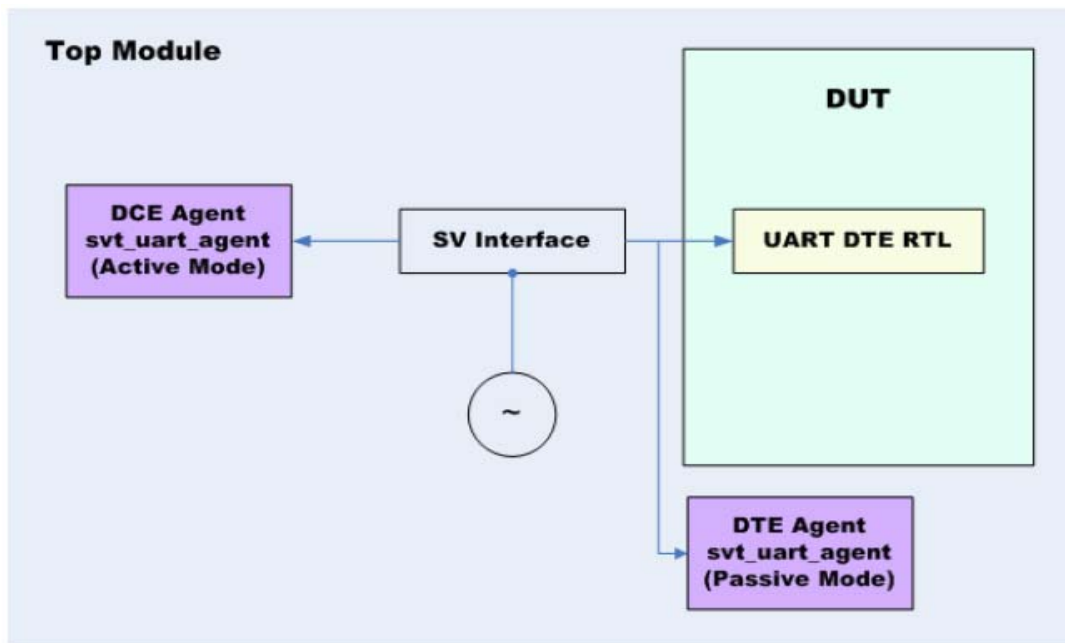 Top Module
DUT
DCE Agent
svt_uart_agent
(Active Mode)
SV Interface
UART DTE RTL
~
DTE Agent
svt_uart_agent
(Passive Mode)